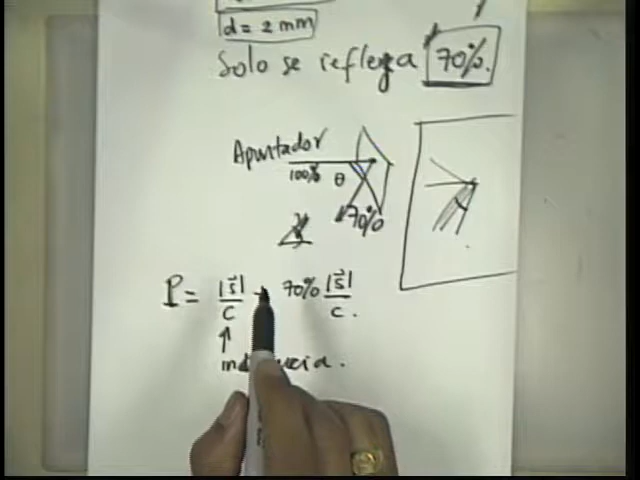 d = 2 mm
Solo se refleja 70%.
Apuntador
100% θ
70%
P = |s⃗|/c 70% |s⃗|/c.